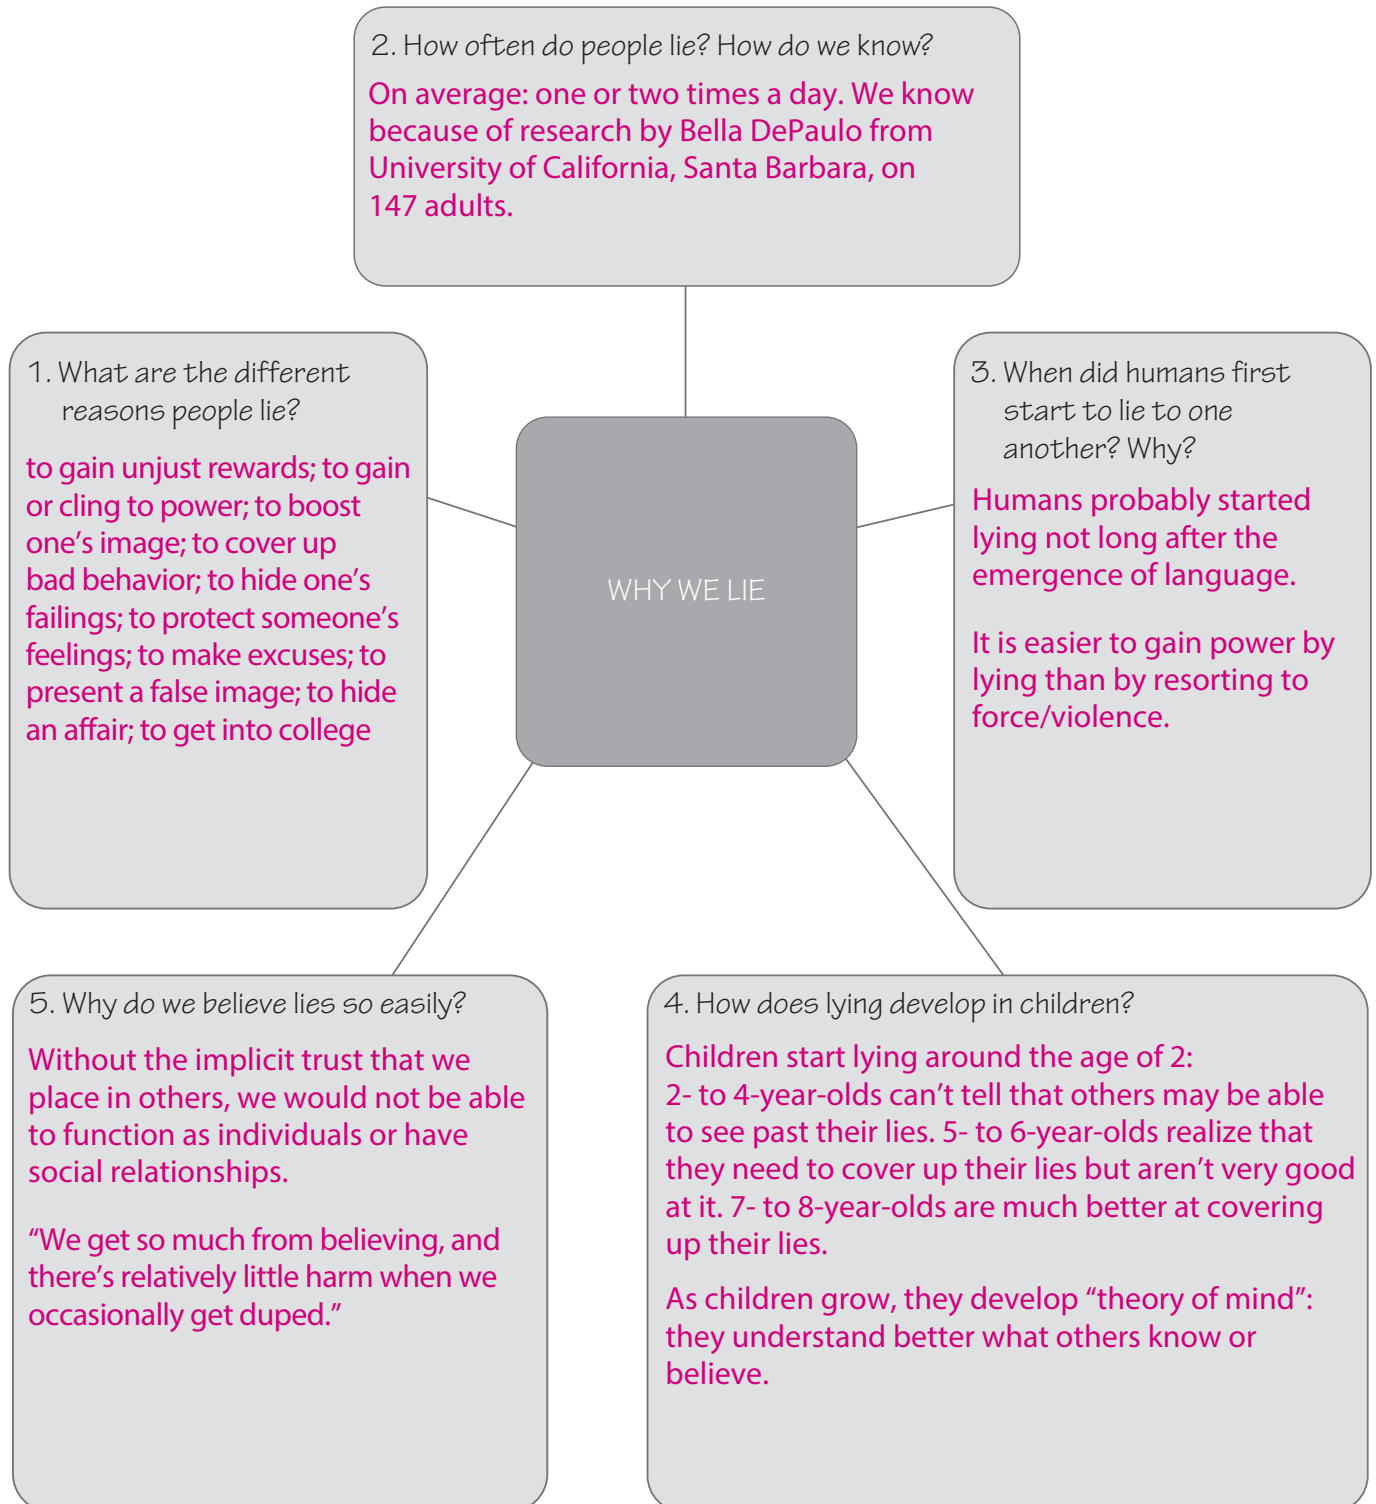 2. How often do people lie? How do we know?
On average: one or two times a day. We know
because of research by Bella DePaulo from
University of California, Santa Barbara, on
147 adults.
1. What are the different
reasons people lie?
to gain unjust rewards; to gain
or cling to power; to boost
one’s image; to cover up
bad behavior; to hide one’s
failings; to protect someone’s
feelings; to make excuses; to
present a false image; to hide
an affair; to get into college
WHY WE LIE
3. When did humans first
start to lie to one
another? Why?
Humans probably started
lying not long after the
emergence of language.
It is easier to gain power by
lying than by resorting to
force/violence.
5. Why do we believe lies so easily?
Without the implicit trust that we
place in others, we would not be able
to function as individuals or have
social relationships.
“We get so much from believing, and
there’s relatively little harm when we
occasionally get duped.”
4. How does lying develop in children?
Children start lying around the age of 2:
2- to 4-year-olds can’t tell that others may be able
to see past their lies. 5- to 6-year-olds realize that
they need to cover up their lies but aren’t very good
at it. 7- to 8-year-olds are much better at covering
up their lies.
As children grow, they develop “theory of mind”:
they understand better what others know or
believe.